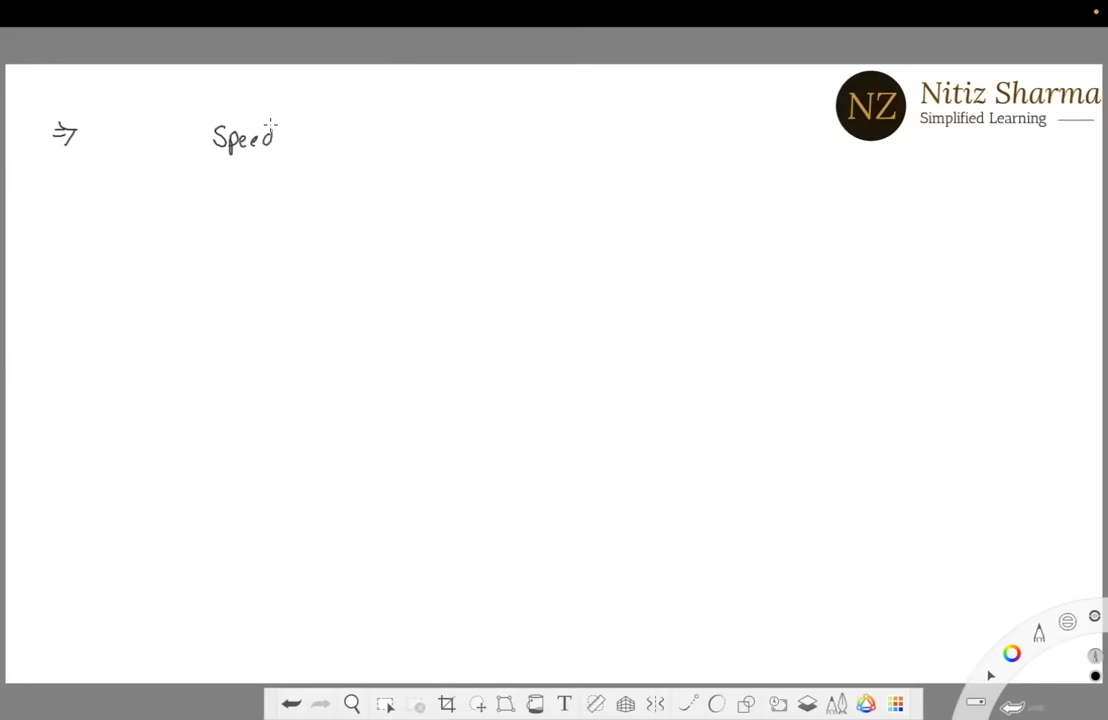 NZ
Nitiz Sharma
Simplified Learning
⇒ Speed
T